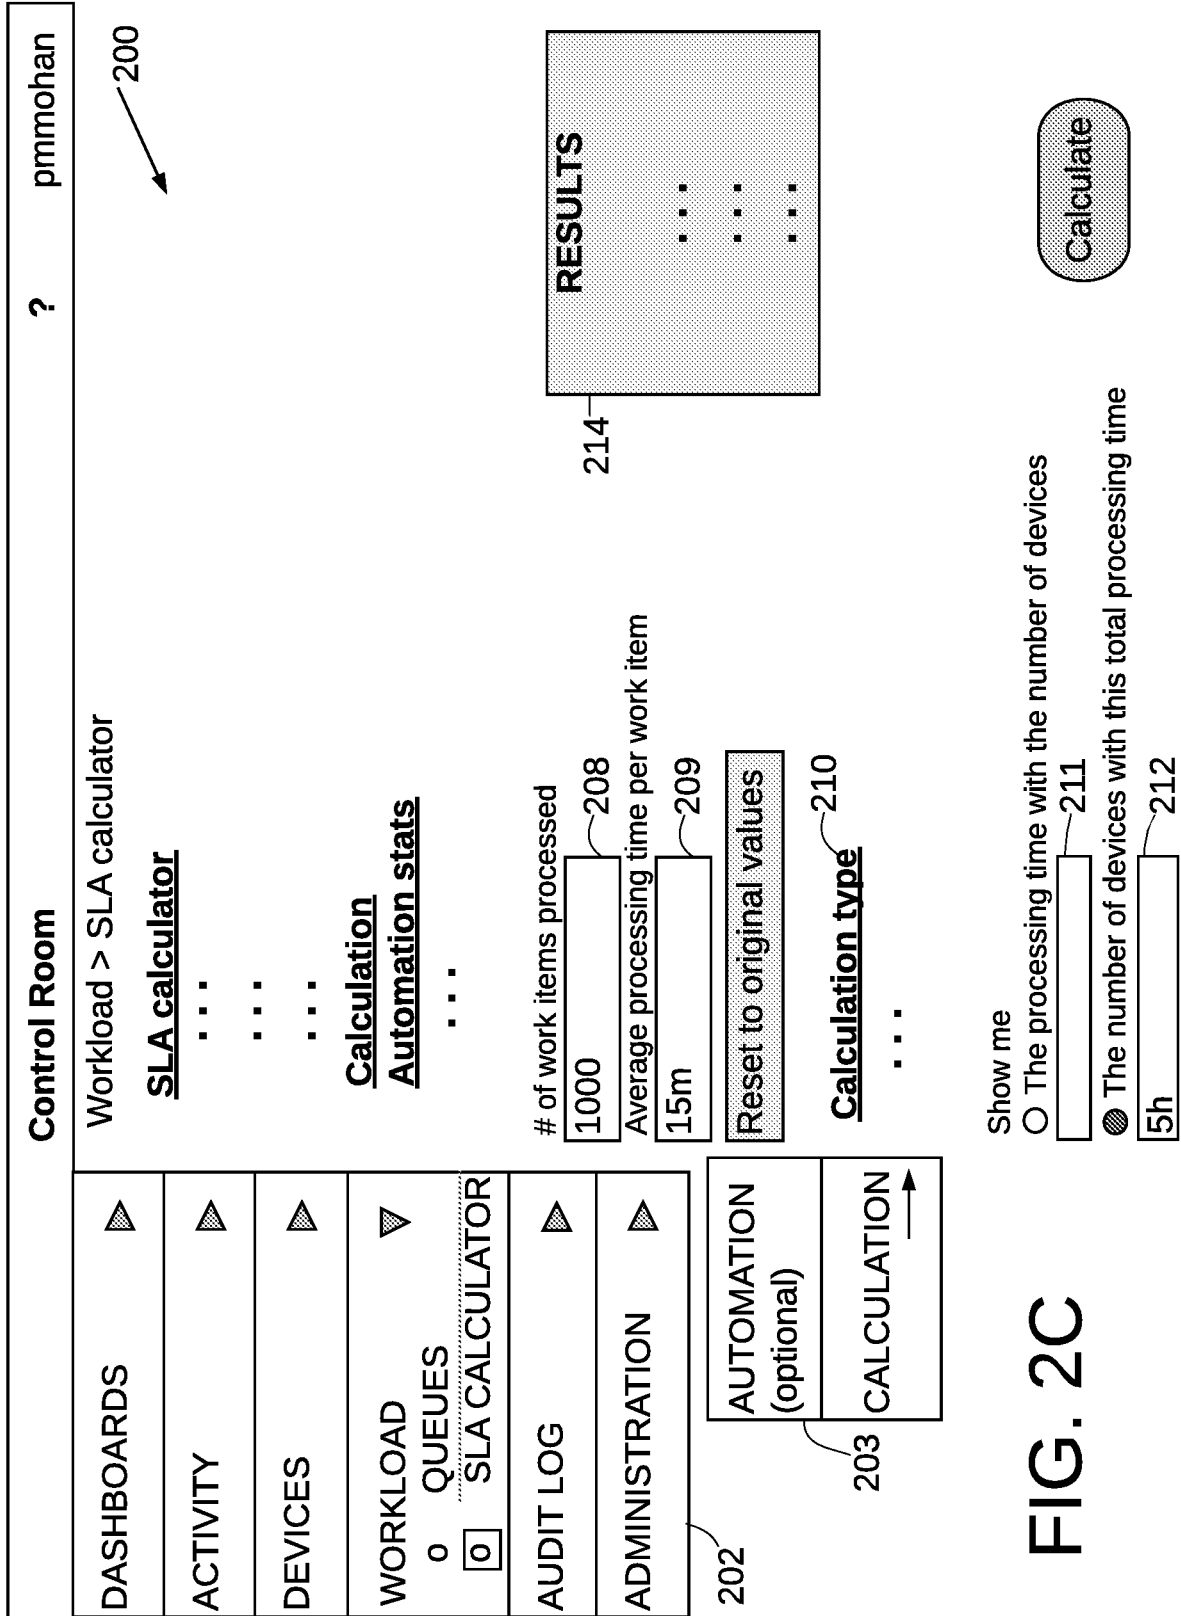 Control Room ? pmmohan
200
DASHBOARDS
ACTIVITY
DEVICES
WORKLOAD
o QUEUES
o SLA CALCULATOR
AUDIT LOG
ADMINISTRATION
202
AUTOMATION
(optional)
CALCULATION
203
Workload > SLA calculator
SLA calculator
Calculation
Automation stats
# of work items processed
1000
208
Average processing time per work item
15m
209
Reset to original values
Calculation type
210
Show me
The processing time with the number of devices
211
The number of devices with this total processing time
5h
212
RESULTS
214
Calculate
FIG. 2C